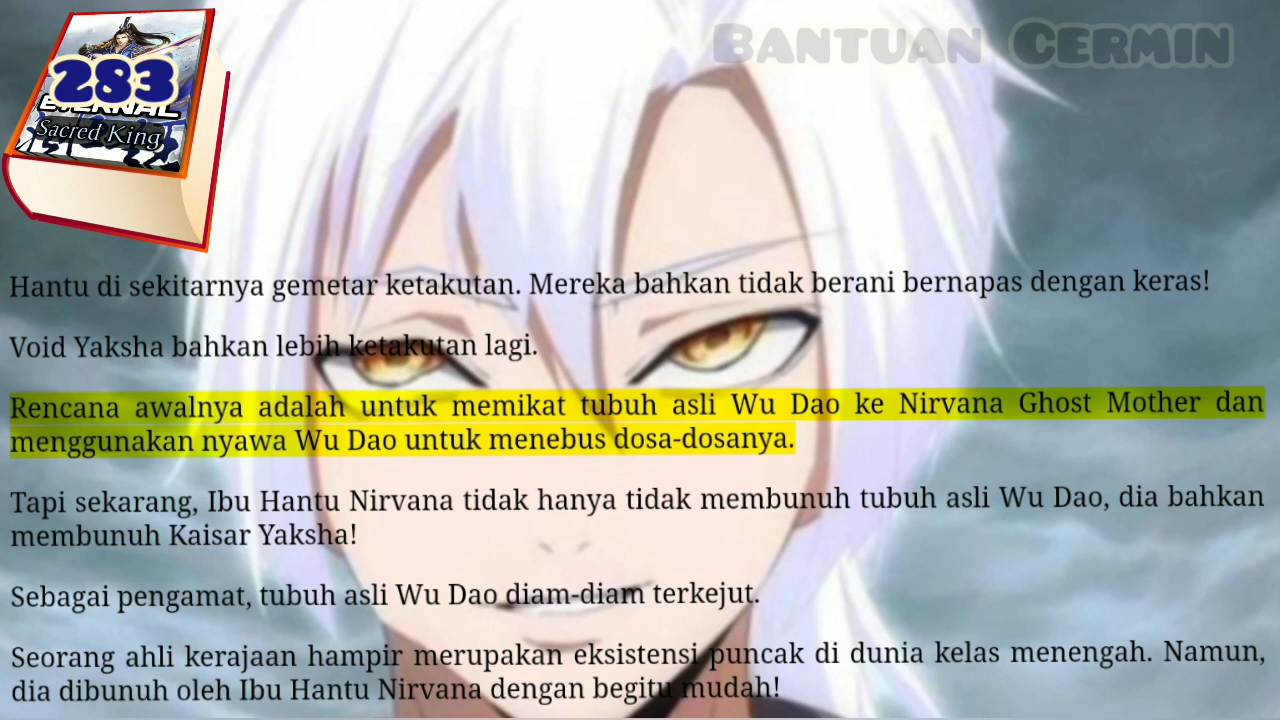 Bantuan Cermin
283
ETERNAL
Sacred King
Hantu di sekitarnya gemetar ketakutan. Mereka bahkan tidak berani bernapas dengan keras!
Void Yaksha bahkan lebih ketakutan lagi.
Rencana awalnya adalah untuk memikat tubuh asli Wu Dao ke Nirvana Ghost Mother dan
menggunakan nyawa Wu Dao untuk menebus dosa-dosanya.
Tapi sekarang, Ibu Hantu Nirvana tidak hanya tidak membunuh tubuh asli Wu Dao, dia bahkan
membunuh Kaisar Yaksha!
Sebagai pengamat, tubuh asli Wu Dao diam-diam terkejut.
Seorang ahli kerajaan hampir merupakan eksistensi puncak di dunia kelas menengah. Namun,
dia dibunuh oleh Ibu Hantu Nirvana dengan begitu mudah!